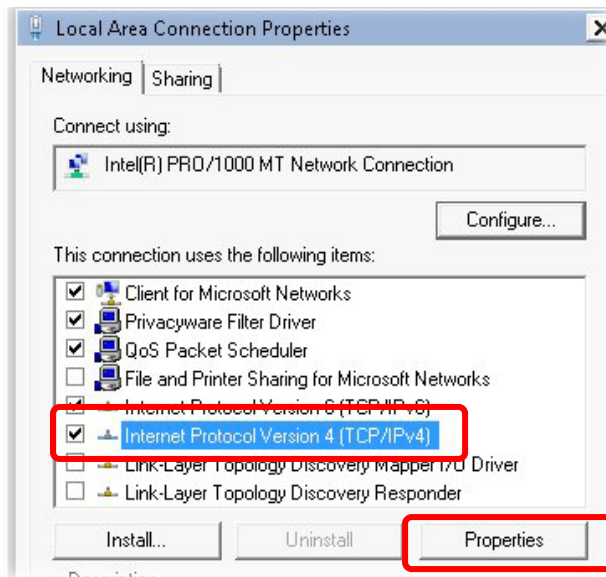 Local Area Connection Properties
Networking
Sharing
Connect using:
Intel(R) PRO/1000 MT Network Connection
Configure...
This connection uses the following items:
Client for Microsoft Networks
Privacyware Filter Driver
QoS Packet Scheduler
File and Printer Sharing for Microsoft Networks
Internet Protocol Version 6 (TCP/IPv6)
Internet Protocol Version 4 (TCP/IPv4)
Link-Layer Topology Discovery Mapper I/O Driver
Link-Layer Topology Discovery Responder
Install...
Uninstall
Properties
Description